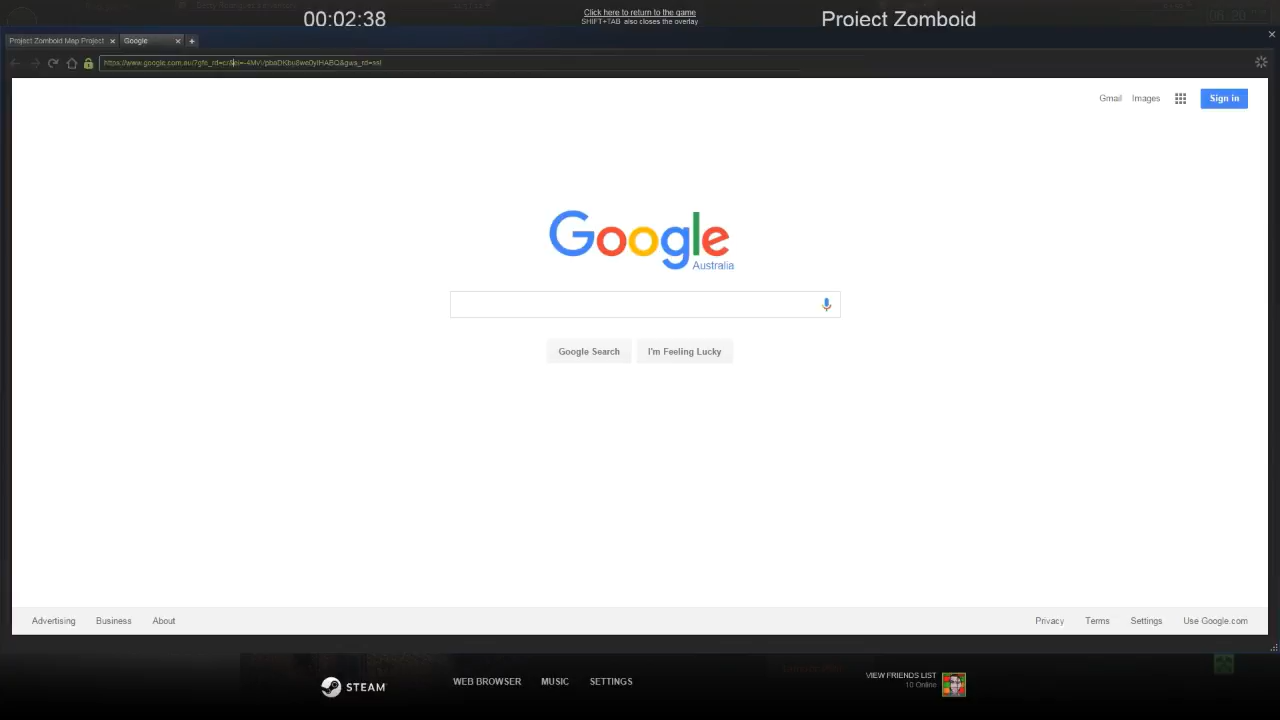 00:02:38
Click here to return to the game
SHIFT+TAB also closes the overlay
Project Zomboid
Project Zomboid Map Project
Google
Gmail
Images
Sign in
Google
Australia
Google Search
I'm Feeling Lucky
Advertising
Business
About
Privacy
Terms
Settings
Use Google.com
STEAM
WEB BROWSER
MUSIC
SETTINGS
VIEW FRIENDS LIST
10 Online